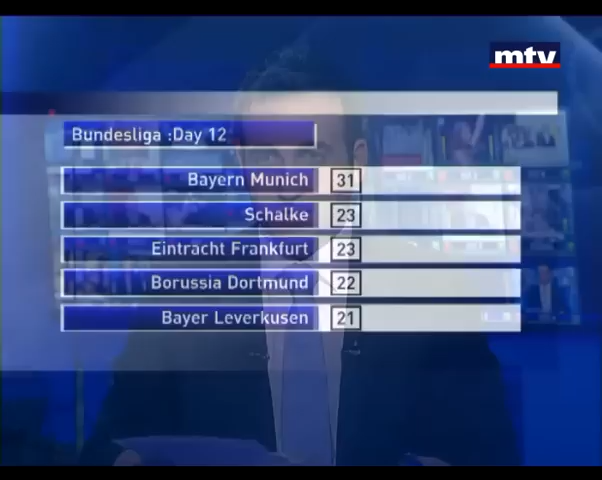 mtv
Bundesliga :Day 12
Bayern Munich 31
Schalke 23
Eintracht Frankfurt 23
Borussia Dortmund 22
Bayer Leverkusen 21